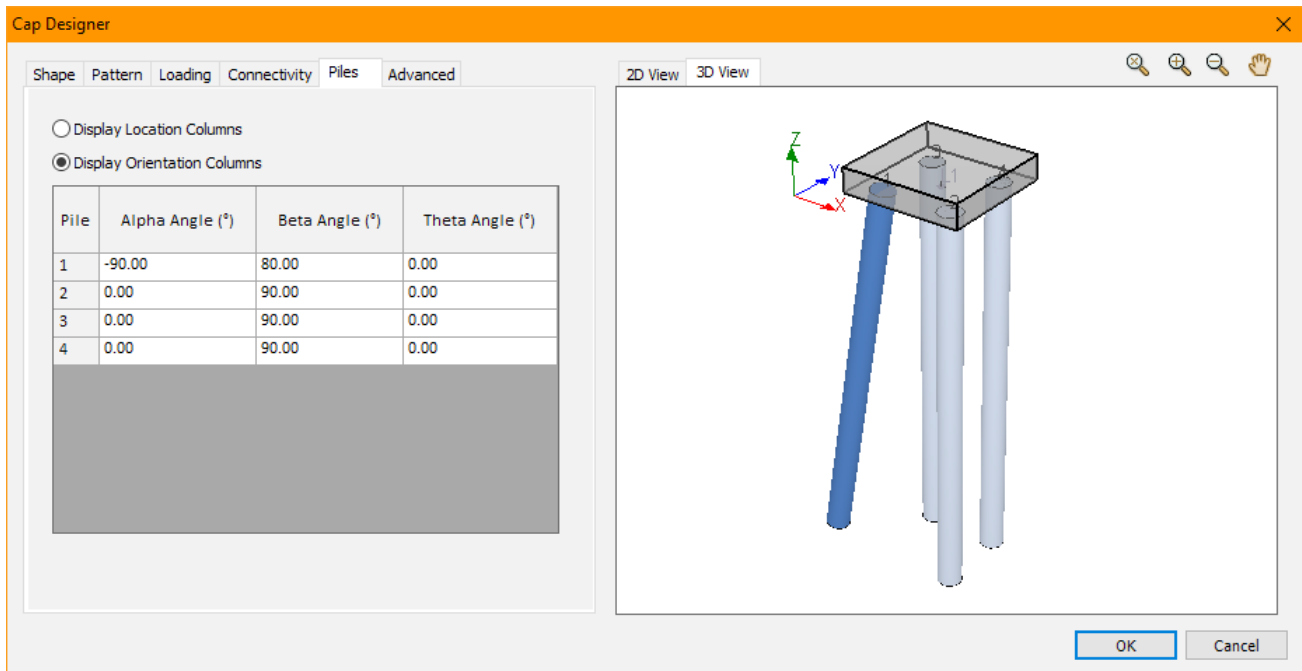 Cap Designer
Shape Pattern Loading Connectivity Piles Advanced
Display Location Columns
Display Orientation Columns
Pile Alpha Angle (°) Beta Angle (°) Theta Angle (°)
1 -90.00 80.00 0.00
2 0.00 90.00 0.00
3 0.00 90.00 0.00
4 0.00 90.00 0.00
2D View 3D View
Z
Y
X
OK Cancel